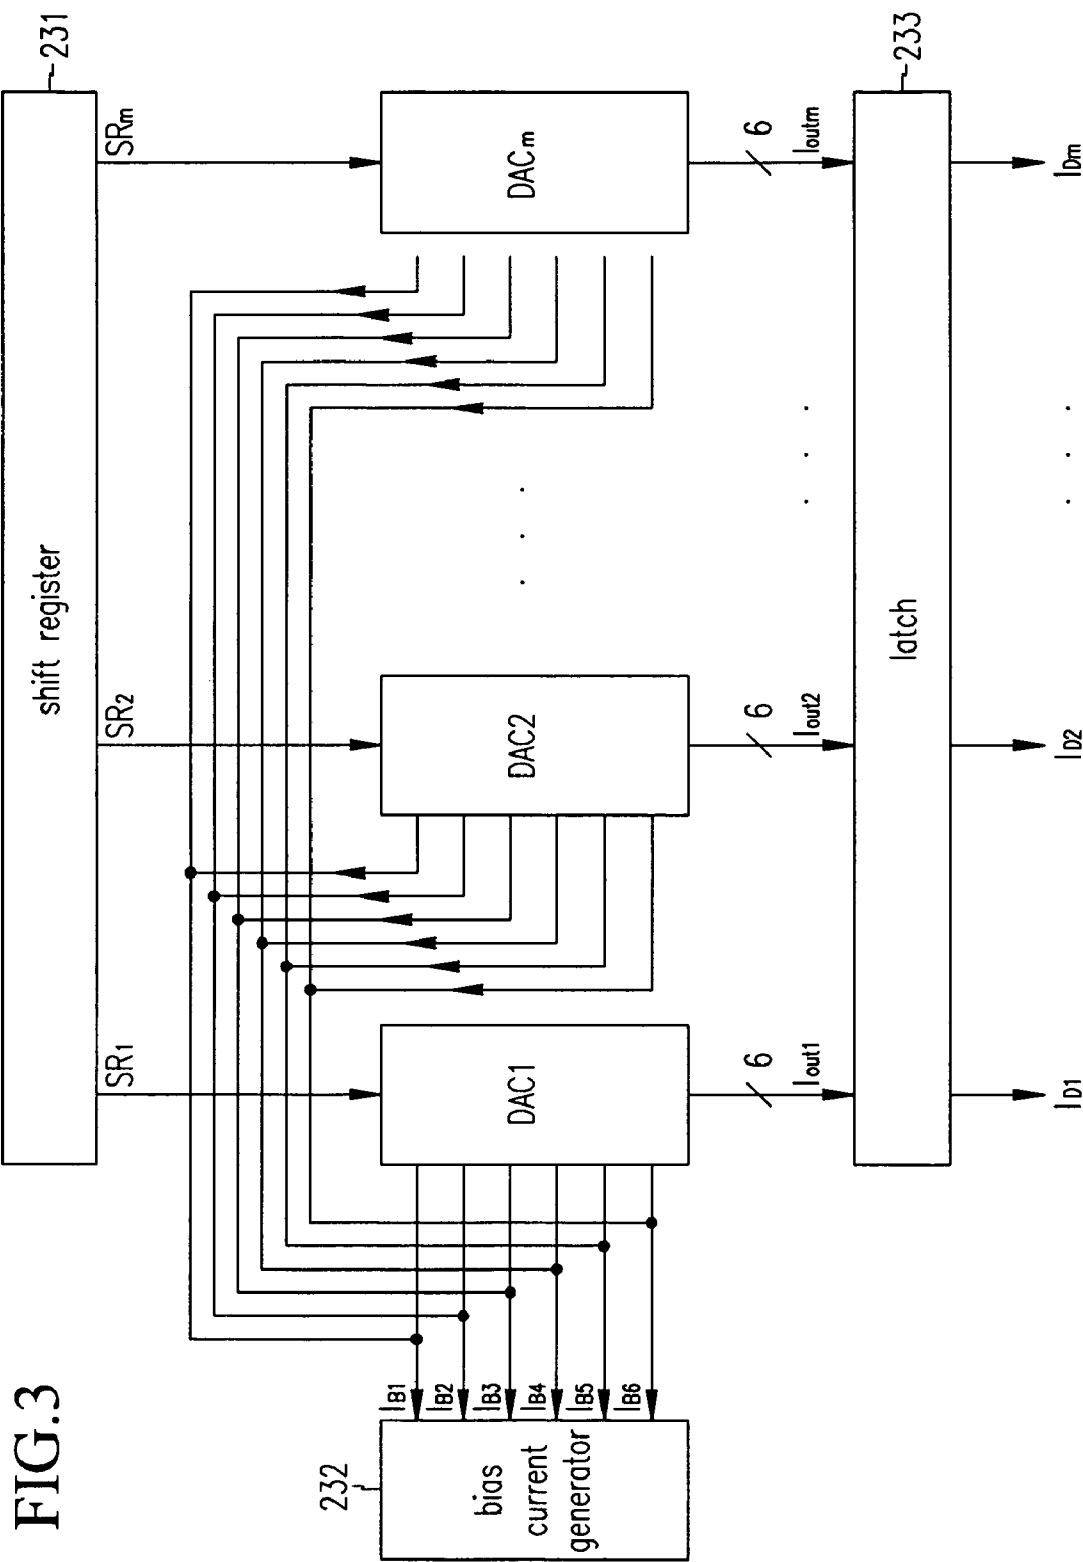 FIG.3
231
shift register
SR1
SR2
SRm
232
bias
current
generator
IB1
IB2
IB3
IB4
IB5
IB6
DAC1
DAC2
. . .
DACm
6
Iout1
6
Iout2
. . .
6
Ioutm
latch
233
ID1
ID2
. . .
IDm